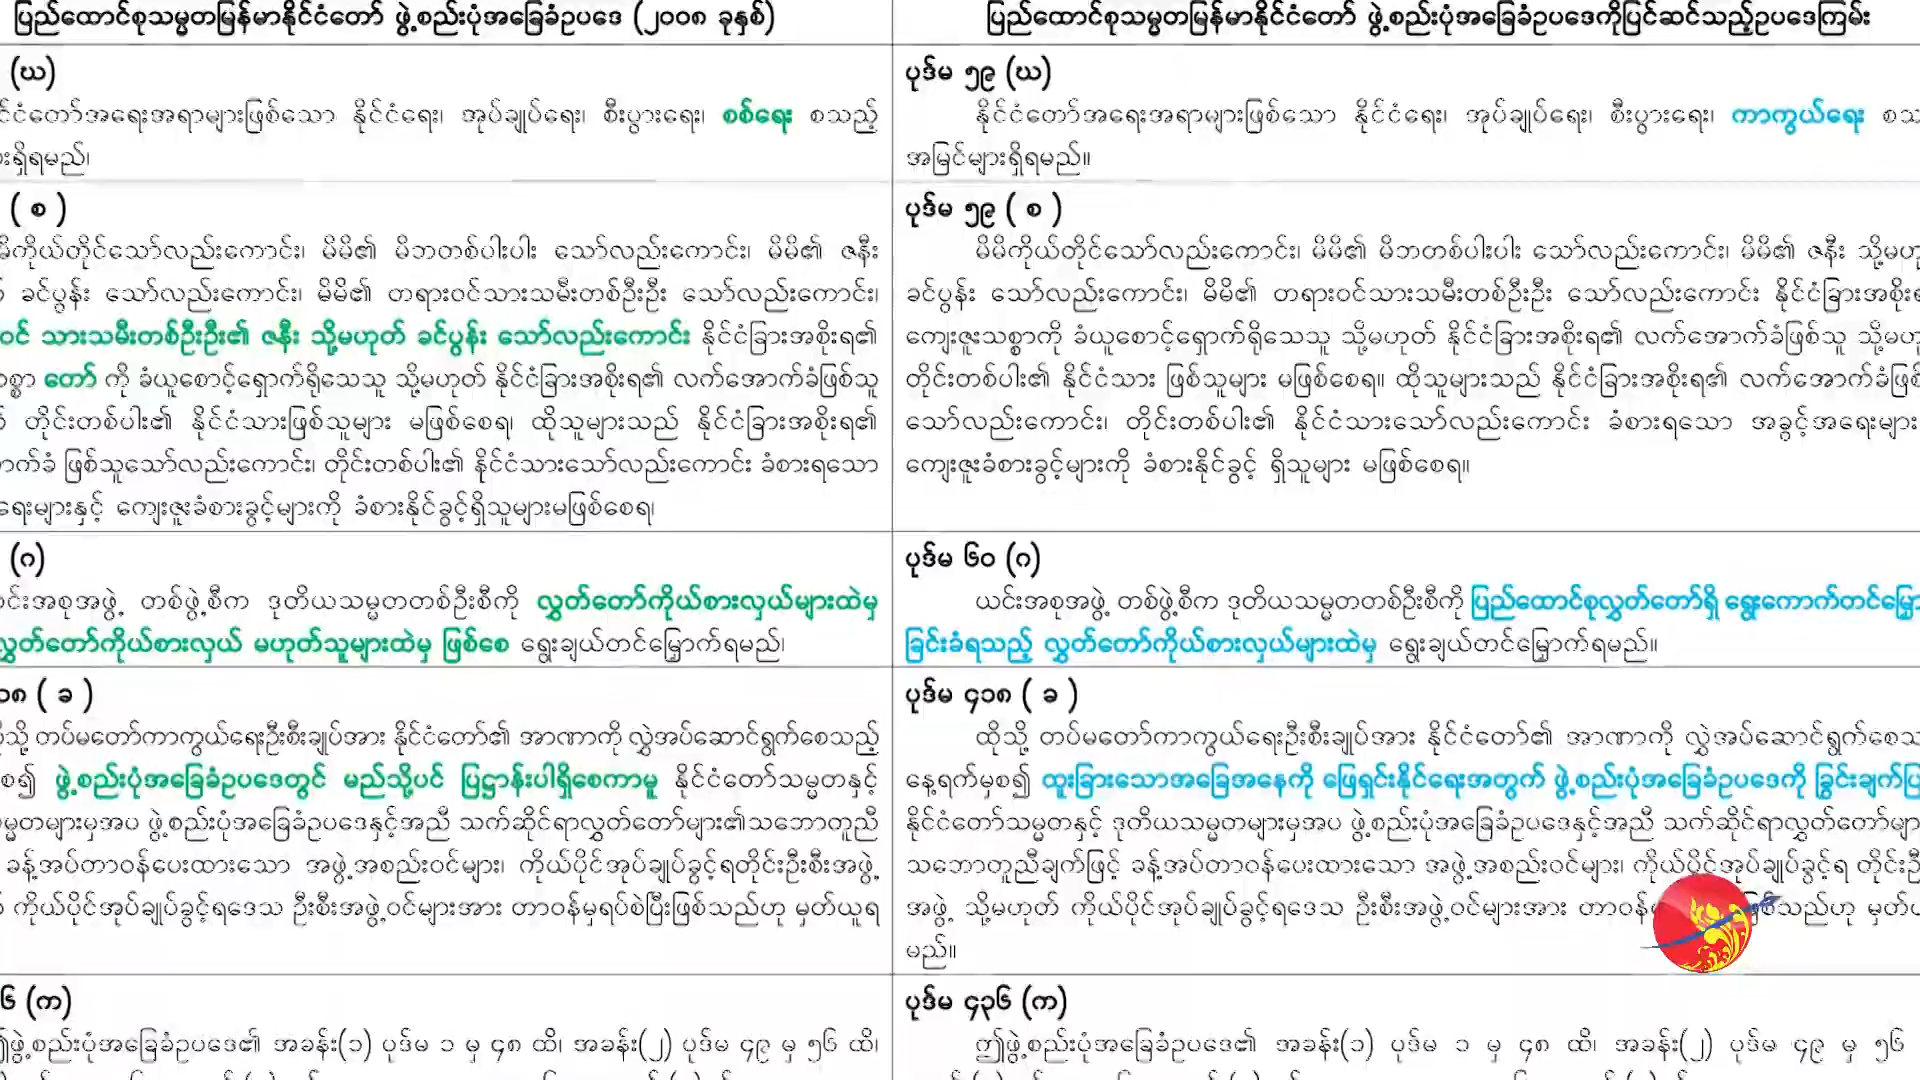 ပြည်ထောင်စုသမ္မတမြန်မာနိုင်ငံတော် ဖွဲ့စည်းပုံအခြေခံဥပဒေ (၂၀၀၈ ခုနှစ်)
(ဃ)
င်ငံတော်အရေးအရာများဖြစ်သော နိုင်ငံရေး၊ အုပ်ချုပ်ရေး၊ စီးပွားရေး၊ စစ်ရေး စသည့်
ားရှိရမည်၊
( စ )
မိကိုယ်တိုင်သော်လည်းကောင်း၊ မိမိ၏ မိဘတစ်ပါးပါး သော်လည်းကောင်း၊ မိမိ၏ ဇနီး
ခင်ပွန်း သော်လည်းကောင်း၊ မိမိ၏ တရားဝင်သားသမီးတစ်ဦးဦး သော်လည်းကောင်း၊
ဝင် သားသမီးတစ်ဦးဦး၏ ဇနီး သို့မဟုတ် ခင်ပွန်း သော်လည်းကောင်း နိုင်ငံခြားအစိုးရ၏
စ္စာ တော် ကို ခံယူစောင့်ရှောက်ရိုသေသူ သို့မဟုတ် နိုင်ငံခြားအစိုးရ၏ လက်အောက်ခံဖြစ်သူ
တိုင်းတစ်ပါး၏ နိုင်ငံသားဖြစ်သူများ မဖြစ်စေရ၊ ထိုသူများသည် နိုင်ငံခြားအစိုးရ၏
ာက်ခံ ဖြစ်သူသော်လည်းကောင်း၊ တိုင်းတစ်ပါး၏ နိုင်ငံသားသော်လည်းကောင်း ခံစားရသော
ရေးများနှင့် ကျေးဇူးခံစားခွင့်များကို ခံစားနိုင်ခွင့်ရှိသူများမဖြစ်စေရ၊
(ဂ)
င်းအစုအဖွဲ့ တစ်ဖွဲ့စီက ဒုတိယသမ္မတတစ်ဦးစီကို လွှတ်တော်ကိုယ်စားလှယ်များထဲမှ
လွှတ်တော်ကိုယ်စားလှယ် မဟုတ်သူများထဲမှ ဖြစ်စေ ရွေးချယ်တင်မြှောက်ရမည်၊
၁၈ ( ခ )
ိုသို့ တပ်မတော်ကာကွယ်ရေးဦးစီးချုပ်အား နိုင်ငံတော်၏ အာဏာကို လွှဲအပ်ဆောင်ရွက်စေသည့်
စ၍ ဖွဲ့စည်းပုံအခြေခံဥပဒေတွင် မည်သို့ပင် ပြဋ္ဌာန်းပါရှိစေကာမူ နိုင်ငံတော်သမ္မတနှင့်
မ္မတများမှအပ ဖွဲ့စည်းပုံအခြေခံဥပဒေနှင့်အညီ သက်ဆိုင်ရာလွှတ်တော်များ၏သဘောတူညီ
ခန့်အပ်တာဝန်ပေးထားသော အဖွဲ့အစည်းဝင်များ၊ ကိုယ်ပိုင်အုပ်ချုပ်ခွင့်ရတိုင်းဦးစီးအဖွဲ့
ကိုယ်ပိုင်အုပ်ချုပ်ခွင့်ရဒေသ ဦးစီးအဖွဲ့ဝင်များအား တာဝန်မှရပ်စဲပြီးဖြစ်သည်ဟု မှတ်ယူရ
၆ (က)
ဤဖွဲ့စည်းပုံအခြေခံဥပဒေ၏ အခန်း(၁) ပုဒ်မ ၁ မှ ၄၈ ထိ၊ အခန်း(၂) ပုဒ်မ ၄၉ မှ ၅၆ ထိ၊
ပြည်ထောင်စုသမ္မတမြန်မာနိုင်ငံတော် ဖွဲ့စည်းပုံအခြေခံဥပဒေကိုပြင်ဆင်သည့်ဥပဒေကြမ်း
ပုဒ်မ ၅၉ (ဃ)
နိုင်ငံတော်အရေးအရာများဖြစ်သော နိုင်ငံရေး၊ အုပ်ချုပ်ရေး၊ စီးပွားရေး၊ ကာကွယ်ရေး စသ
အမြင်များရှိရမည်။
ပုဒ်မ ၅၉ ( စ )
မိမိကိုယ်တိုင်သော်လည်းကောင်း၊ မိမိ၏ မိဘတစ်ပါးပါး သော်လည်းကောင်း၊ မိမိ၏ ဇနီး သို့မဟု
ခင်ပွန်း သော်လည်းကောင်း၊ မိမိ၏ တရားဝင်သားသမီးတစ်ဦးဦး သော်လည်းကောင်း နိုင်ငံခြားအစိုးရ
ကျေးဇူးသစ္စာကို ခံယူစောင့်ရှောက်ရိုသေသူ သို့မဟုတ် နိုင်ငံခြားအစိုးရ၏ လက်အောက်ခံဖြစ်သူ သို့မဟု
တိုင်းတစ်ပါး၏ နိုင်ငံသား ဖြစ်သူများ မဖြစ်စေရ။ ထိုသူများသည် နိုင်ငံခြားအစိုးရ၏ လက်အောက်ခံဖြစ်
သော်လည်းကောင်း၊ တိုင်းတစ်ပါး၏ နိုင်ငံသားသော်လည်းကောင်း ခံစားရသော အခွင့်အရေးများ
ကျေးဇူးခံစားခွင့်များကို ခံစားနိုင်ခွင့် ရှိသူများ မဖြစ်စေရ။
ပုဒ်မ ၆၀ (ဂ)
ယင်းအစုအဖွဲ့ တစ်ဖွဲ့စီက ဒုတိယသမ္မတတစ်ဦးစီကို ပြည်ထောင်စုလွှတ်တော်ရှိ ရွေးကောက်တင်မြှော
ခြင်းခံရသည့် လွှတ်တော်ကိုယ်စားလှယ်များထဲမှ ရွေးချယ်တင်မြှောက်ရမည်။
ပုဒ်မ ၄၁၈ ( ခ )
ထိုသို့ တပ်မတော်ကာကွယ်ရေးဦးစီးချုပ်အား နိုင်ငံတော်၏ အာဏာကို လွှဲအပ်ဆောင်ရွက်စေသ
နေ့ရက်မှစ၍ ထူးခြားသောအခြေအနေကို ဖြေရှင်းနိုင်ရေးအတွက် ဖွဲ့စည်းပုံအခြေခံဥပဒေကို ခြွင်းချက်ပြ
နိုင်ငံတော်သမ္မတနှင့် ဒုတိယသမ္မတများမှအပ ဖွဲ့စည်းပုံအခြေခံဥပဒေနှင့်အညီ သက်ဆိုင်ရာလွှတ်တော်မျာ
သဘောတူညီချက်ဖြင့် ခန့်အပ်တာဝန်ပေးထားသော အဖွဲ့အစည်းဝင်များ၊ ကိုယ်ပိုင်အုပ်ချုပ်ခွင့်ရ တိုင်းဦ
အဖွဲ့ သို့မဟုတ် ကိုယ်ပိုင်အုပ်ချုပ်ခွင့်ရဒေသ ဦးစီးအဖွဲ့ဝင်များအား တာဝန် ဖြစ်သည်ဟု မှတ်ယ
မည်။
ပုဒ်မ ၄၃၆ (က)
ဤဖွဲ့စည်းပုံအခြေခံဥပဒေ၏ အခန်း(၁) ပုဒ်မ ၁ မှ ၄၈ ထိ၊ အခန်း(၂) ပုဒ်မ ၄၉ မှ ၅၆